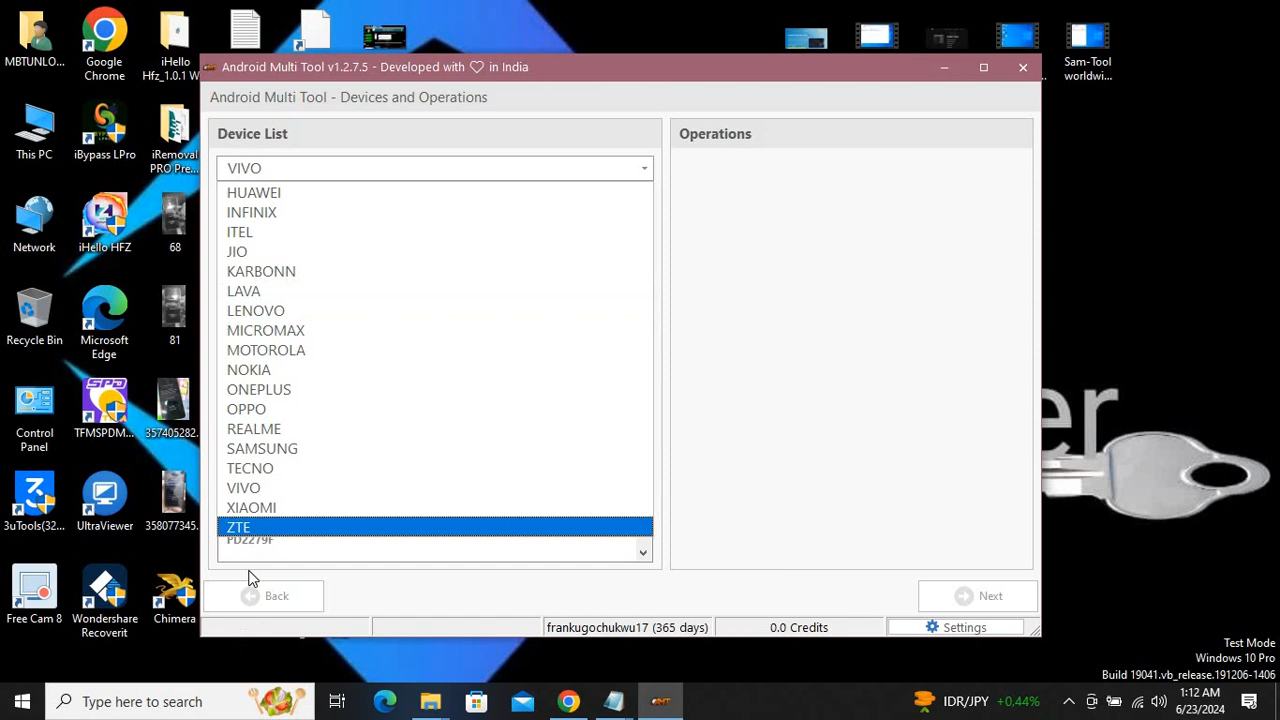 MBTUNLO...
Google
Chrome
iHello
Hfz_1.0.1 W
Sam-Tool
worldwi...
This PC
iBypass LPro
iRemoval
PRO Pre...
Network
iHello HFZ
68
Recycle Bin
Microsoft
Edge
81
Control
Panel
SPD
TFMSPDM...
357405282...
3uTools(32...
UltraViewer
358077345...
Free Cam 8
Wondershare
Recoverit
Chimera
Android Multi Tool v1.2.7.5 - Developed with ♡ in India
Android Multi Tool - Devices and Operations
Device List
Operations
VIVO
HUAWEI
INFINIX
ITEL
JIO
KARBONN
LAVA
LENOVO
MICROMAX
MOTOROLA
NOKIA
ONEPLUS
OPPO
REALME
SAMSUNG
TECNO
VIVO
XIAOMI
ZTE
PD2279F
Back
Next
frankugochukwu17 (365 days)
0.0 Credits
Settings
er
Test Mode
Windows 10 Pro
Build 19041.vb_release.191206-1406
Type here to search
IDR/JPY
+0.44%
1:12 AM
6/23/2024